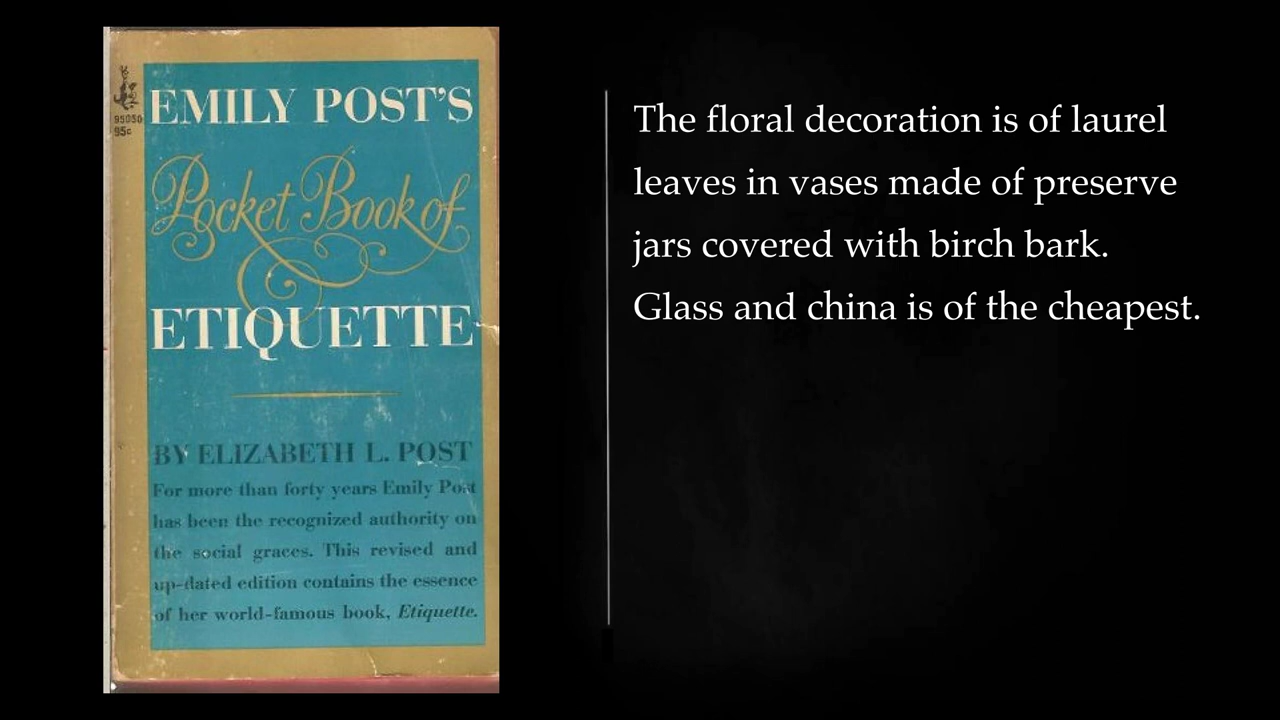 95050
95c
EMILY POST'S
Pocket Book of
ETIQUETTE
BY ELIZABETH L. POST
For more than forty years Emily Post
has been the recognized authority on
the social graces. This revised and
up-dated edition contains the essence
of her world-famous book, Etiquette.
The floral decoration is of laurel
leaves in vases made of preserve
jars covered with birch bark.
Glass and china is of the cheapest.